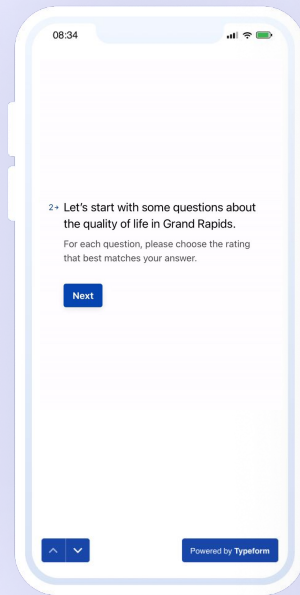 08:34
2→ Let's start with some questions about
the quality of life in Grand Rapids.
For each question, please choose the rating
that best matches your answer.
Next
Powered by Typeform